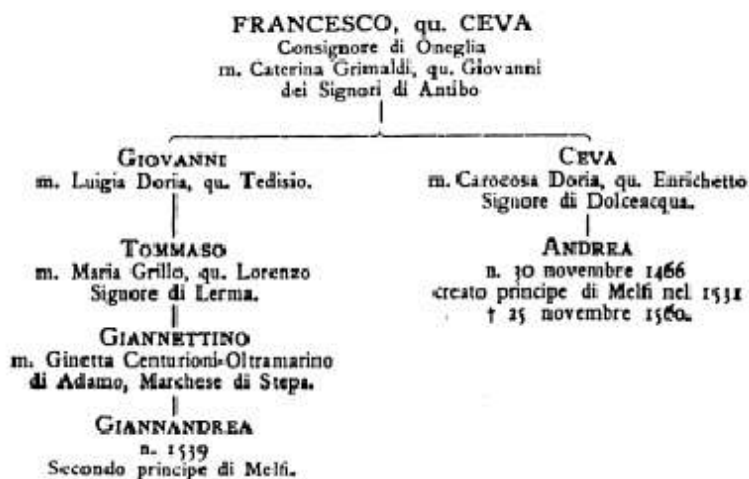 FRANCESCO, qu. CEVA
Consignore di Oneglia
m. Caterina Grimaldi, qu. Giovanni
dei Signori di Antibo
GIOVANNI
m. Luigia Doria, qu. Tedisio.
TOMMASO
m. Maria Grillo, qu. Lorenzo
Signore di Lerma.
GIANNETTINO
m. Ginetta Centurioni-Oltramarino
di Adamo, Marchese di Stepa.
GIANNANDREA
n. 1539
Secondo principe di Melfi.
CEVA
m. Carocosa Doria, qu. Enrichetto
Signore di Dolceacqua.
ANDREA
n. 30 novembre 1466
creato principe di Melfi nel 1531
† 25 novembre 1560.